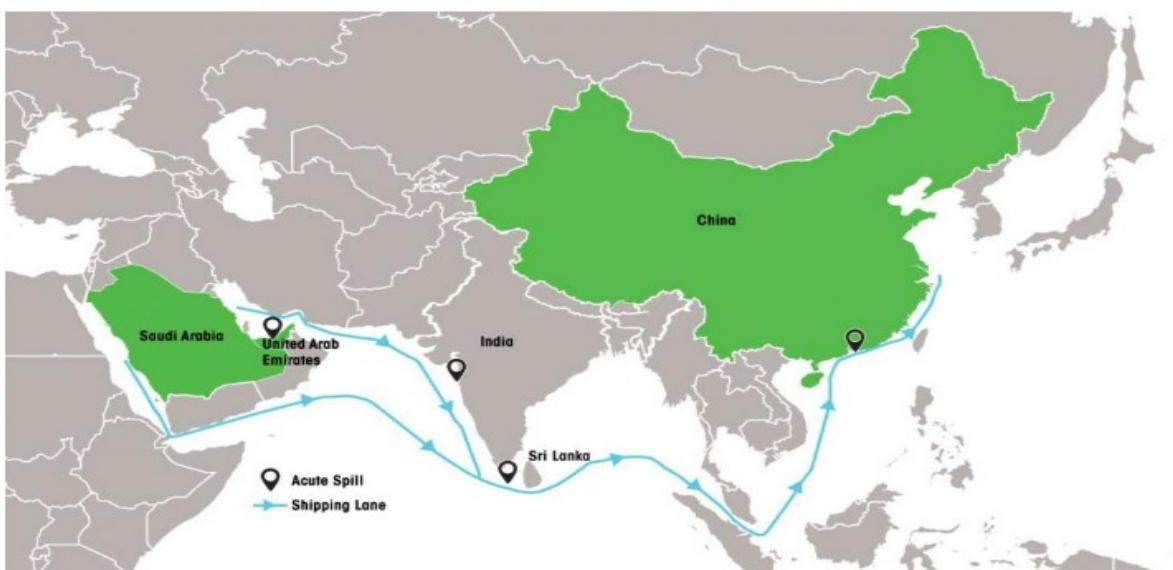 China
Saudi Arabia
United Arab
Emirates
India
Sri Lanka
Acute Spill
Shipping Lane